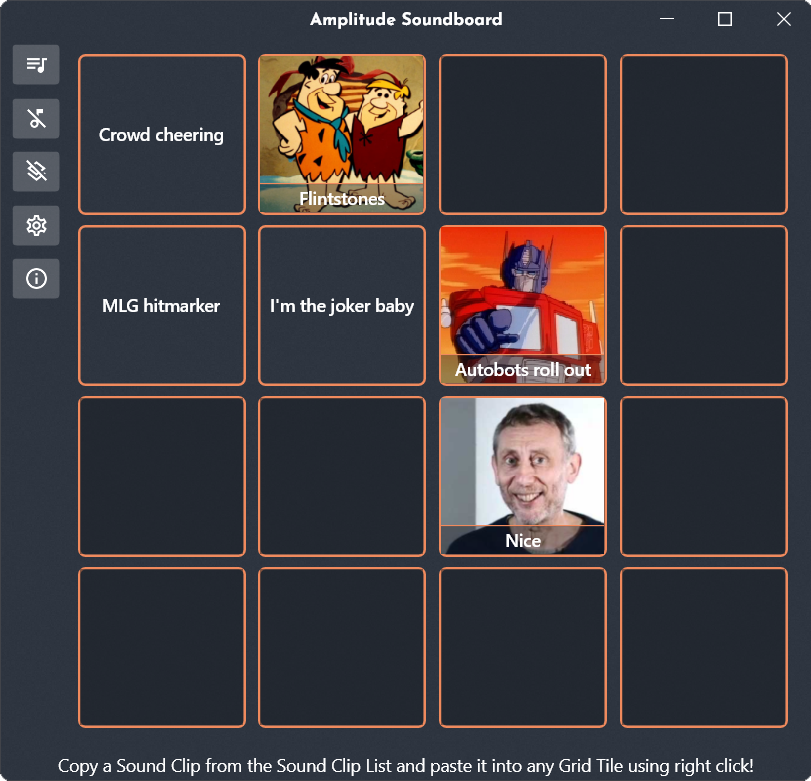 Amplitude Soundboard
Crowd cheering
Flintstones
MLG hitmarker
I'm the joker baby
Autobots roll out
Nice
Copy a Sound Clip from the Sound Clip List and paste it into any Grid Tile using right click!